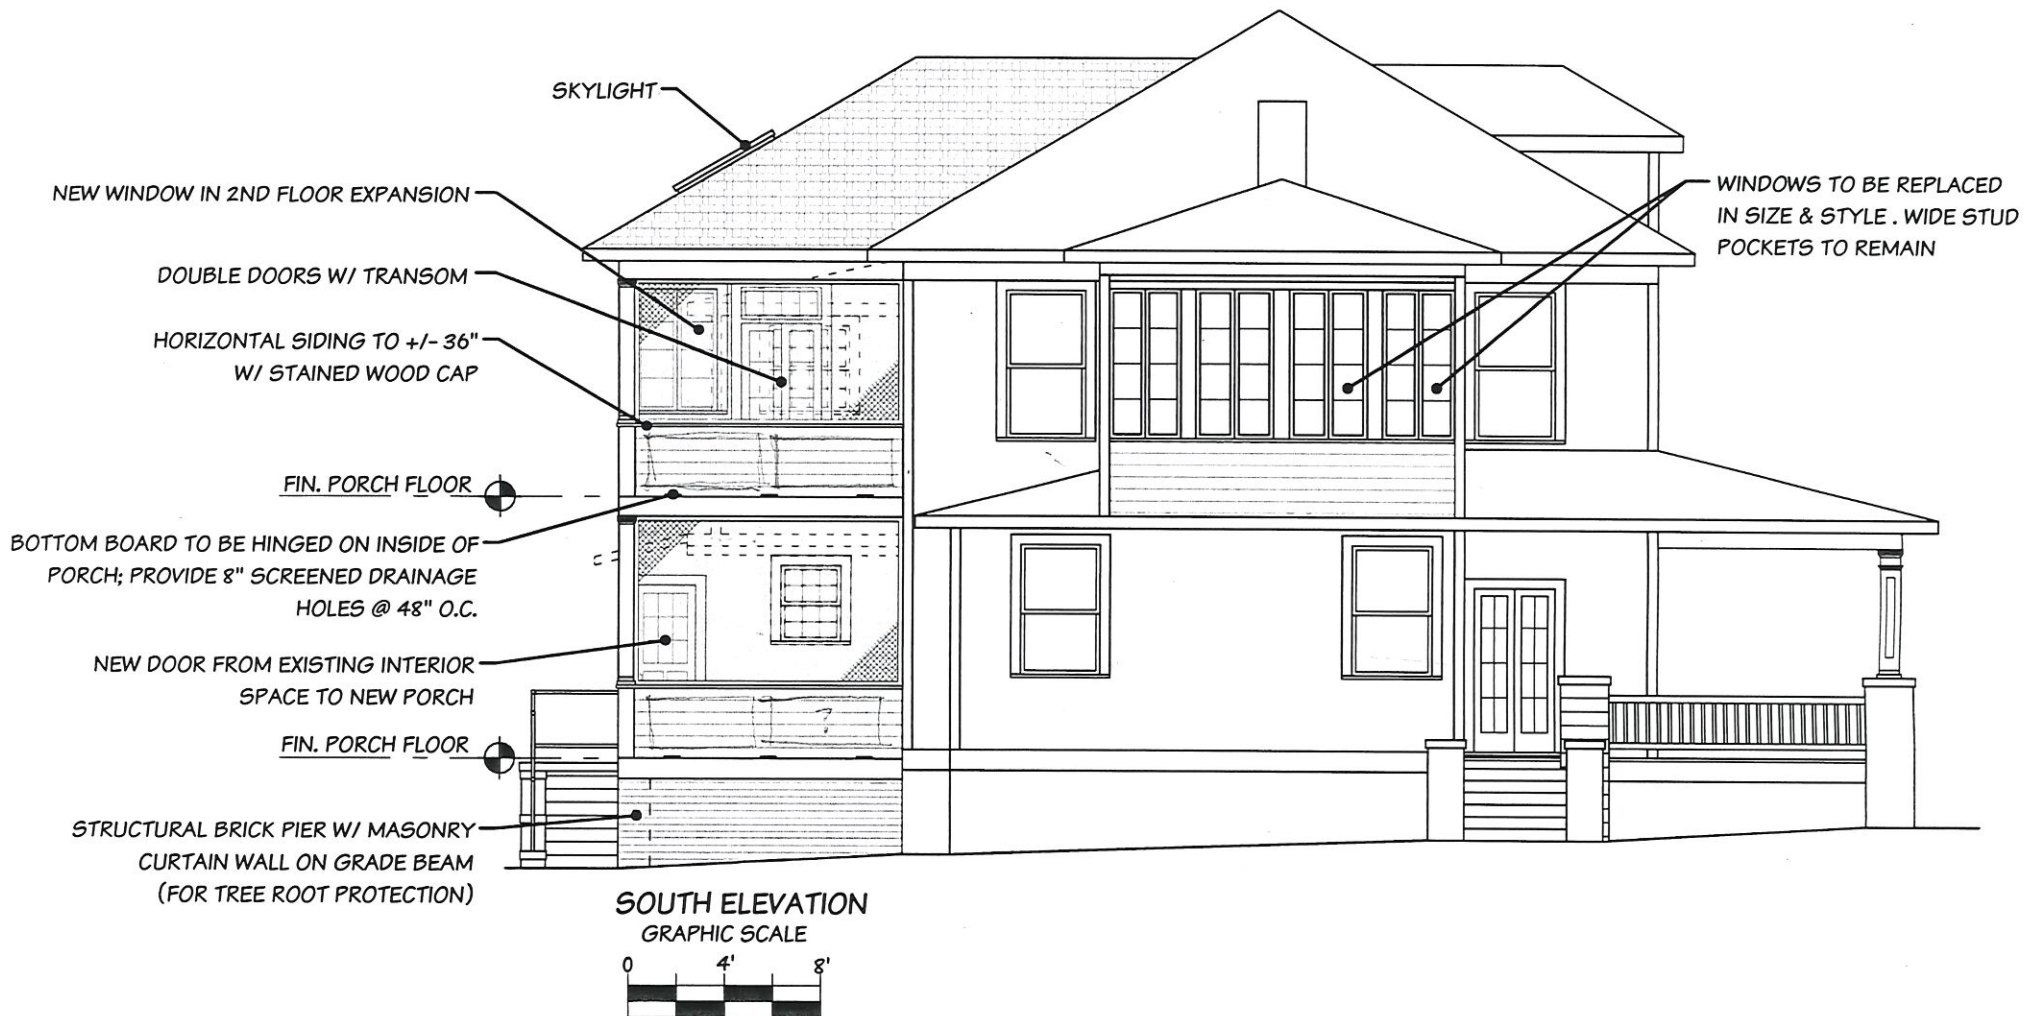 SKYLIGHT
NEW WINDOW IN 2ND FLOOR EXPANSION
DOUBLE DOORS W/ TRANSOM
HORIZONTAL SIDING TO +/- 36"
W/ STAINED WOOD CAP
FIN. PORCH FLOOR
BOTTOM BOARD TO BE HINGED ON INSIDE OF
PORCH; PROVIDE 8" SCREENED DRAINAGE
HOLES @ 48" O.C.
NEW DOOR FROM EXISTING INTERIOR
SPACE TO NEW PORCH
?
FIN. PORCH FLOOR
STRUCTURAL BRICK PIER W/ MASONRY
CURTAIN WALL ON GRADE BEAM
(FOR TREE ROOT PROTECTION)
WINDOWS TO BE REPLACED
IN SIZE & STYLE . WIDE STUD
POCKETS TO REMAIN
SOUTH ELEVATION
GRAPHIC SCALE
0 4' 8'